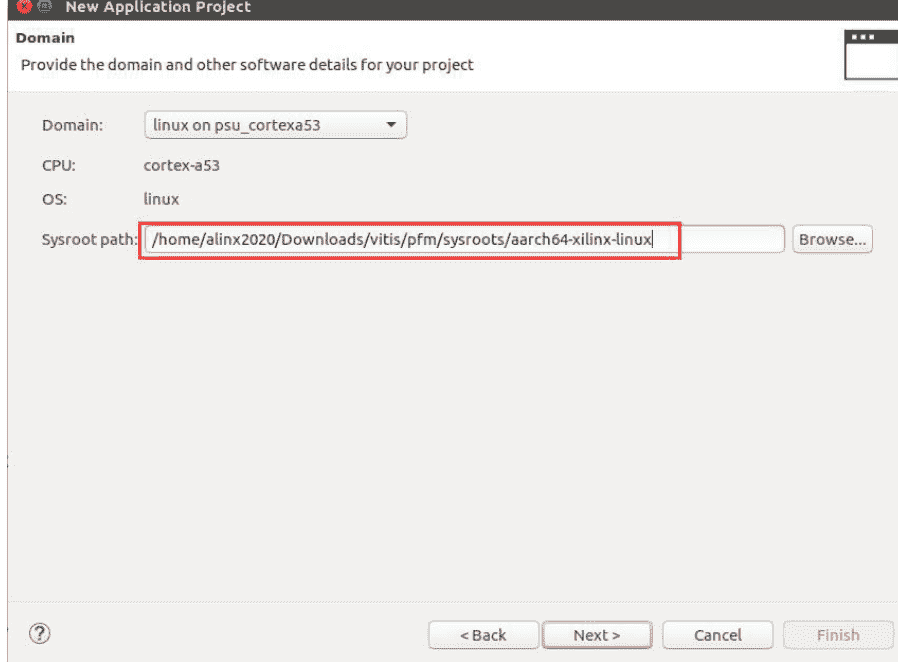 New Application Project
Domain
Provide the domain and other software details for your project
Domain: linux on psu_cortexa53
CPU: cortex-a53
OS: linux
Sysroot path: /home/alinx2020/Downloads/vitis/pfm/sysroots/aarch64-xilinx-linux Browse...
? < Back Next > Cancel Finish